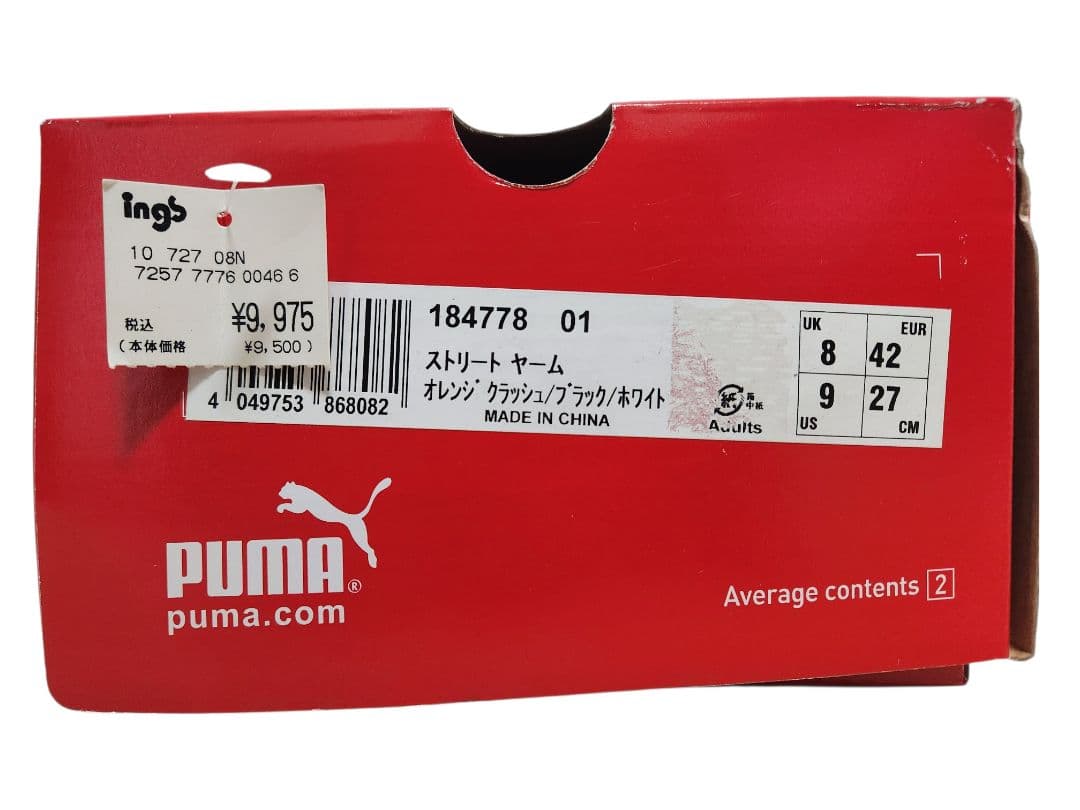 ings
10 727 08N
7257 7776 0046 6
税込 ¥9,975
(本体価格 ¥9,500)
4 049753 868082
184778 01
ストリート ヤーム
オレンジ クラッシュ/ブラック/ホワイト
MADE IN CHINA
紙 箱 中紙
Adults
UK 8 42 EUR
US 9 27 CM
PUMA®
puma.com
Average contents 2